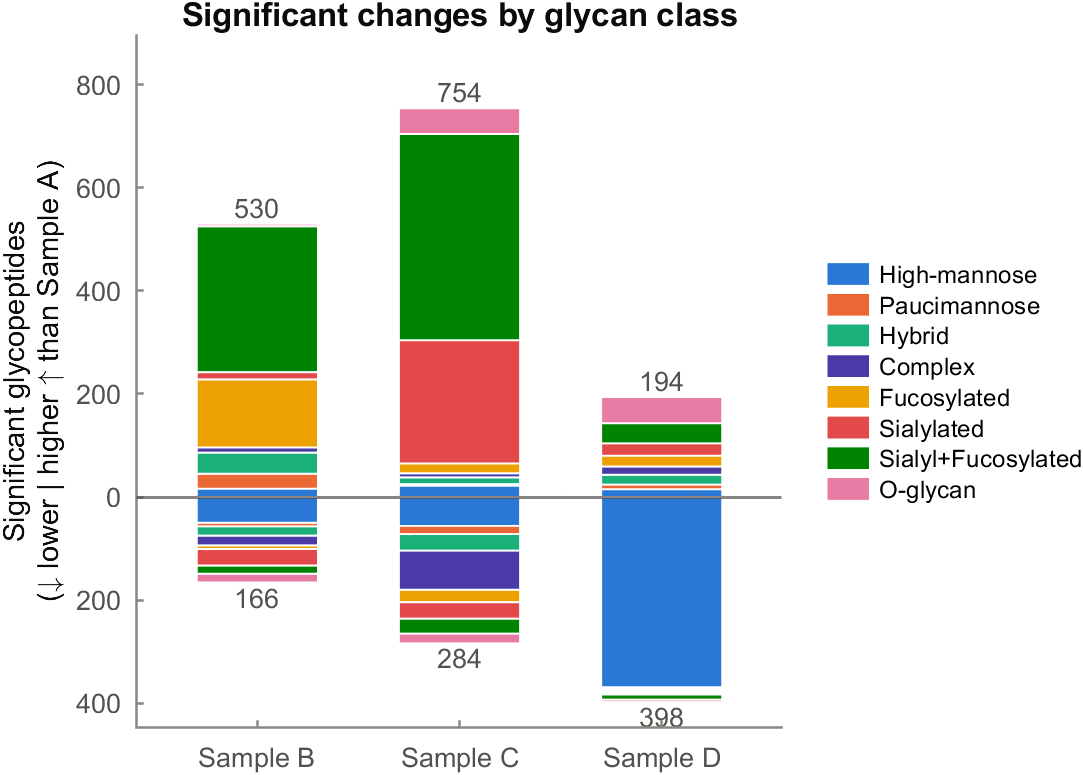 Significant changes by glycan class
Significant glycopeptides
(↓ lower | higher ↑ than Sample A)
800
600
400
200
0
200
400
530
166
754
284
194
398
Sample B
Sample C
Sample D
High-mannose
Paucimannose
Hybrid
Complex
Fucosylated
Sialylated
Sialyl+Fucosylated
O-glycan